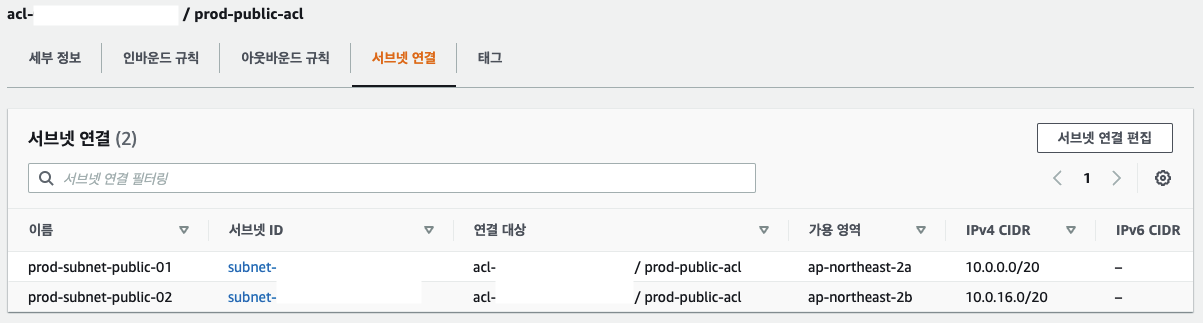 acl- / prod-public-acl
세부 정보 인바운드 규칙 아웃바운드 규칙 서브넷 연결 태그
서브넷 연결 (2) 서브넷 연결 편집
서브넷 연결 필터링 1
이름 서브넷 ID 연결 대상 가용 영역 IPv4 CIDR IPv6 CIDR
prod-subnet-public-01 subnet- acl- / prod-public-acl ap-northeast-2a 10.0.0.0/20 –
prod-subnet-public-02 subnet- acl- / prod-public-acl ap-northeast-2b 10.0.16.0/20 –